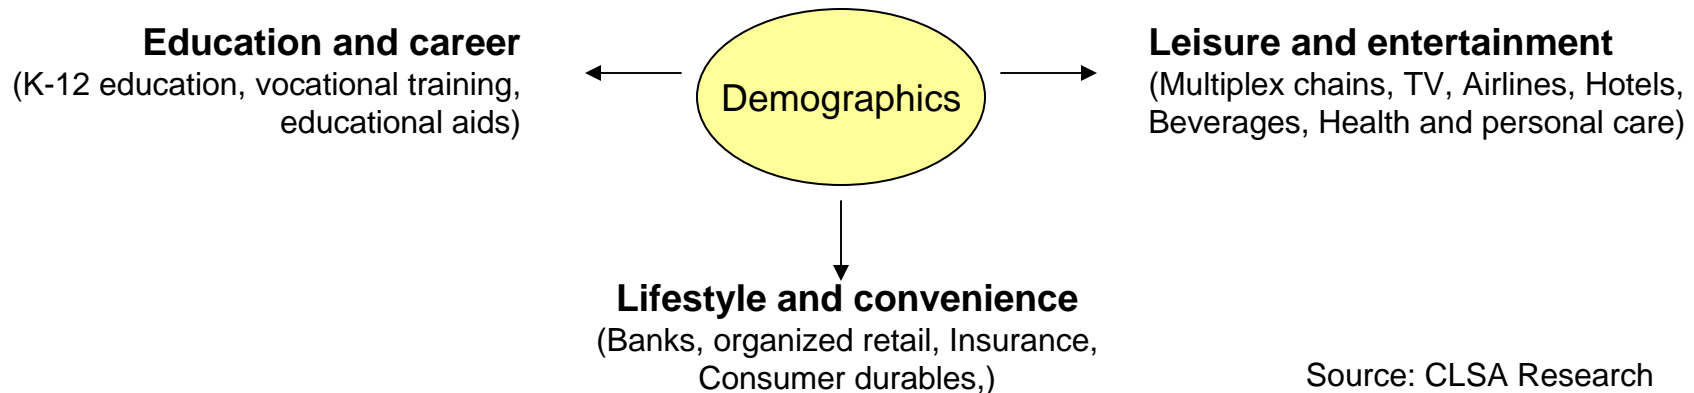 Education and career
(K-12 education, vocational training,
educational aids)
Demographics
Leisure and entertainment
(Multiplex chains, TV, Airlines, Hotels,
Beverages, Health and personal care)
Lifestyle and convenience
(Banks, organized retail, Insurance,
Consumer durables,)
Source: CLSA Research